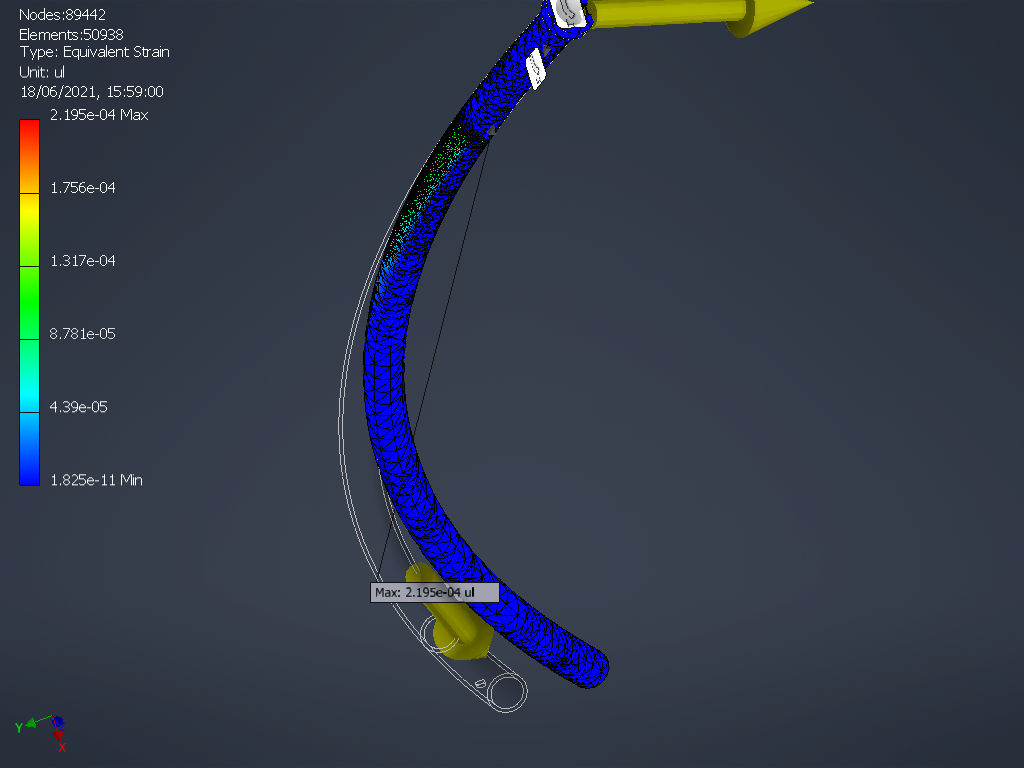 Nodes:89442
Elements:50938
Type: Equivalent Strain
Unit: ul
18/06/2021, 15:59:00
2.195e-04 Max
1.756e-04
1.317e-04
8.781e-05
4.39e-05
1.825e-11 Min
Max: 2.195e-04 ul
Y
X